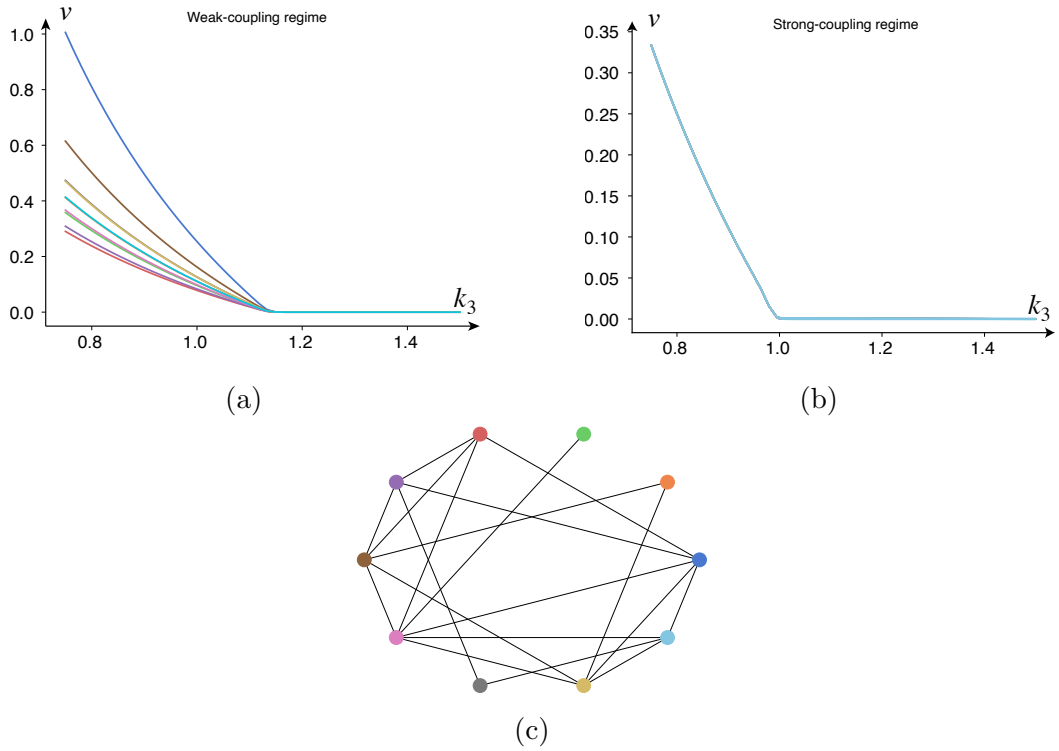 v
Weak-coupling regime
1.0
0.8
0.6
0.4
0.2
0.0
k3
0.8 1.0 1.2 1.4
(a)
v
Strong-coupling regime
0.35
0.30
0.25
0.20
0.15
0.10
0.05
0.00
k3
0.8 1.0 1.2 1.4
(b)
(c)